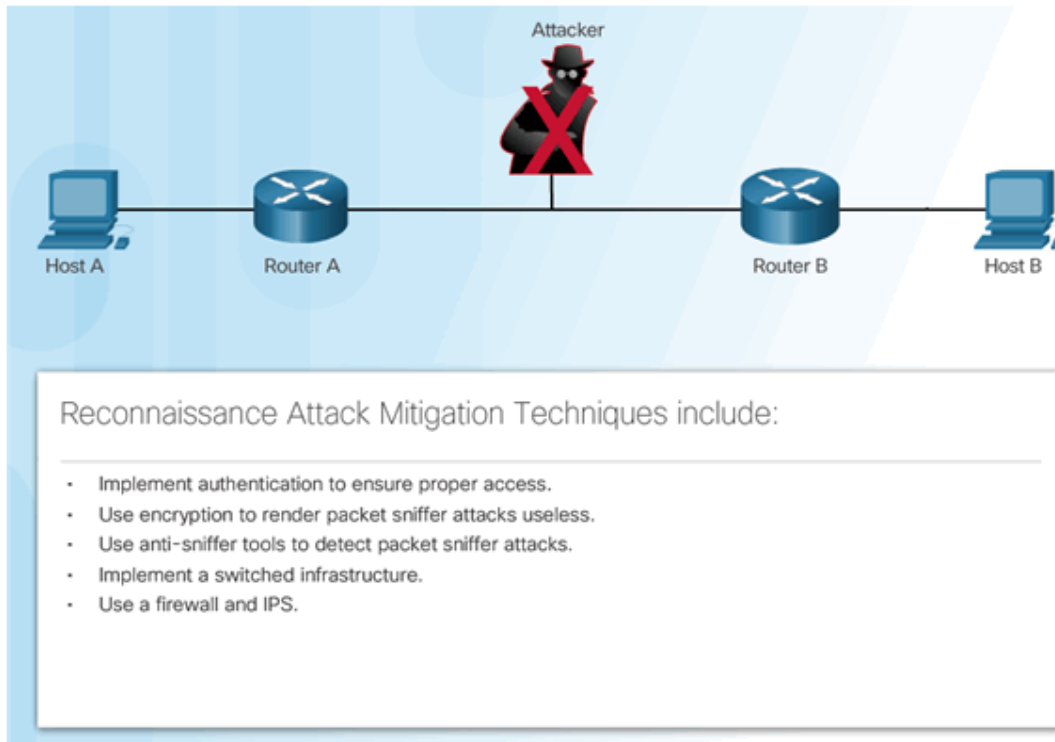 Attacker
Host A
Router A
Router B
Host B
Reconnaissance Attack Mitigation Techniques include:
• Implement authentication to ensure proper access.
• Use encryption to render packet sniffer attacks useless.
• Use anti-sniffer tools to detect packet sniffer attacks.
• Implement a switched infrastructure.
• Use a firewall and IPS.